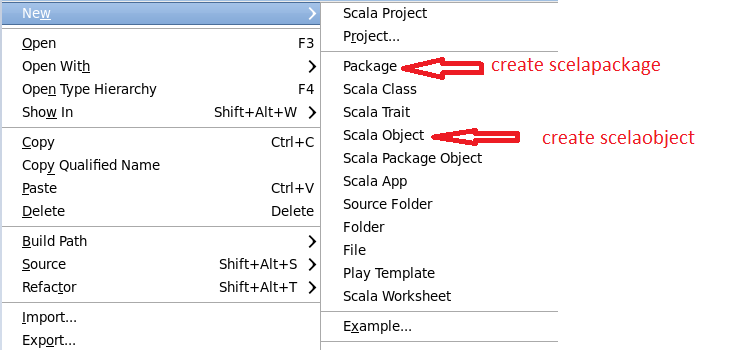 New
Open F3
Open With
Open Type Hierarchy F4
Show In Shift+Alt+W
Copy Ctrl+C
Copy Qualified Name
Paste Ctrl+V
Delete Delete
Build Path
Source Shift+Alt+S
Refactor Shift+Alt+T
Import...
Export...
Scala Project
Project...
Package create scelapackage
Scala Class
Scala Trait
Scala Object create scelaobject
Scala Package Object
Scala App
Source Folder
Folder
File
Play Template
Scala Worksheet
Example...